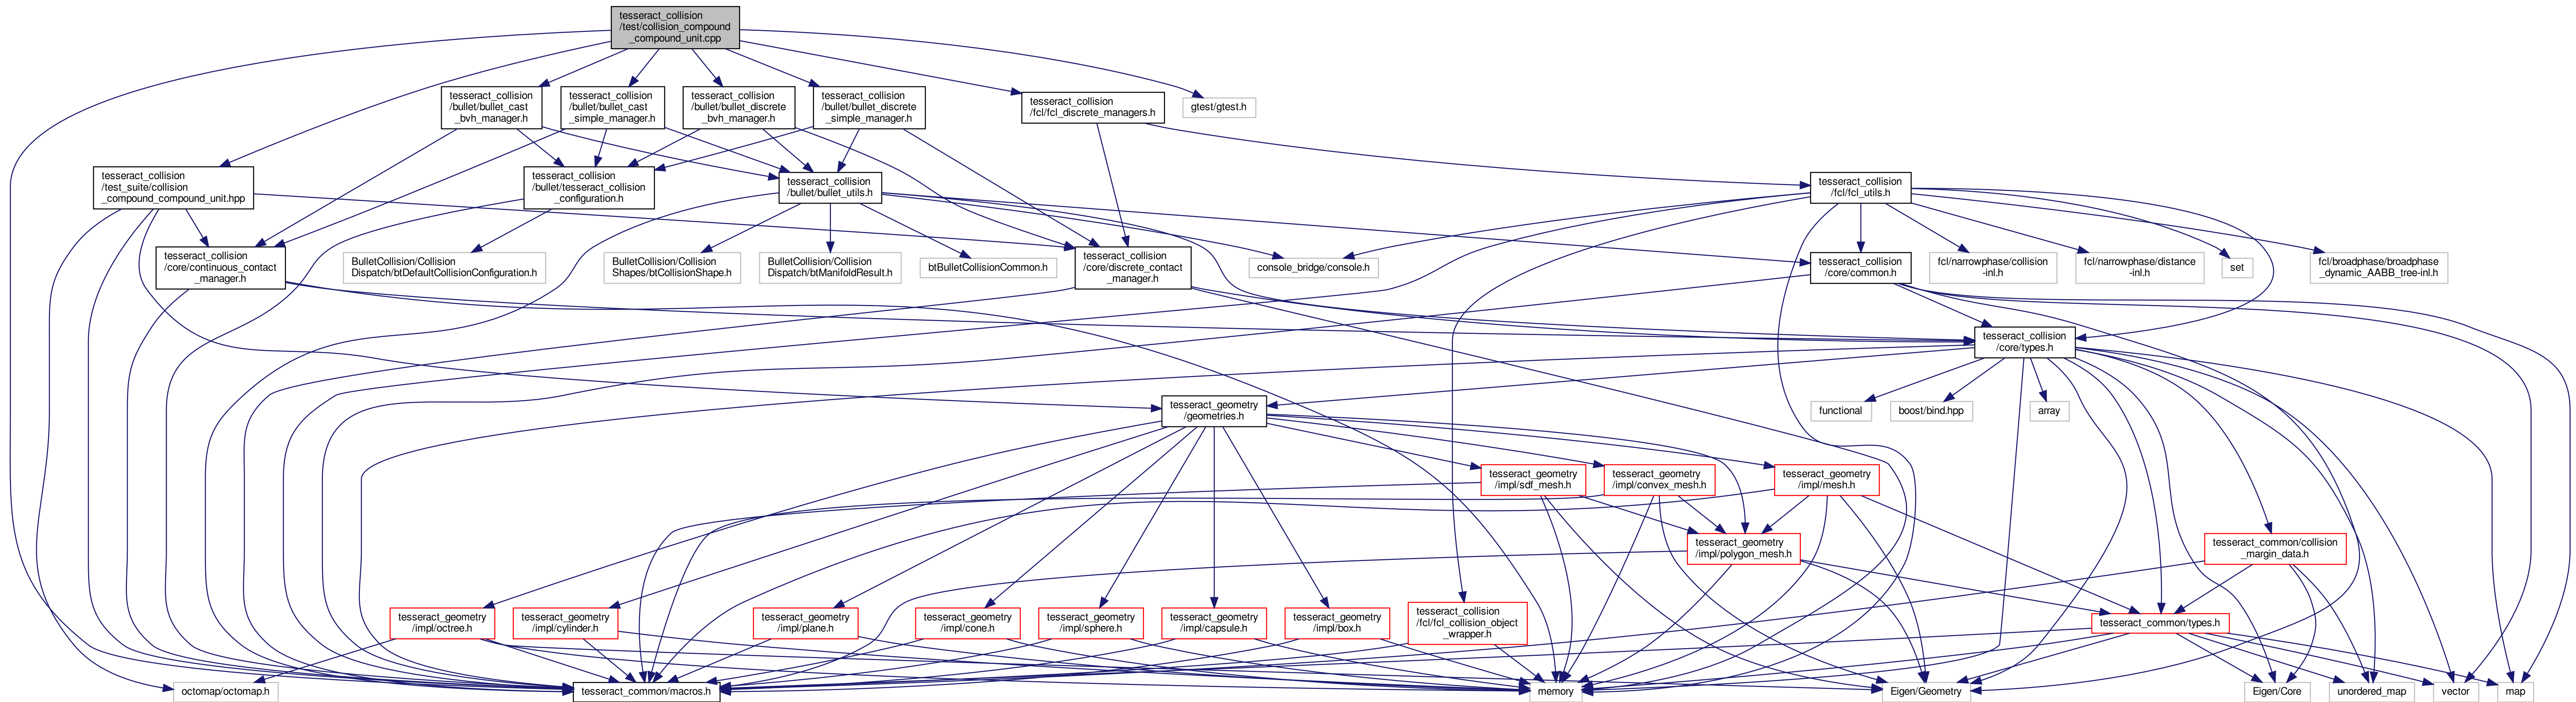 tesseract_collision
/test/collision_compound
_compound_unit.cpp
tesseract_collision
/bullet/bullet_cast
_bvh_manager.h
tesseract_collision
/bullet/bullet_cast
_simple_manager.h
tesseract_collision
/bullet/bullet_discrete
_bvh_manager.h
tesseract_collision
/bullet/bullet_discrete
_simple_manager.h
tesseract_collision
/fcl/fcl_discrete_managers.h
gtest/gtest.h
tesseract_collision
/test_suite/collision
_compound_compound_unit.hpp
tesseract_collision
/bullet/tesseract_collision
_configuration.h
tesseract_collision
/bullet/bullet_utils.h
tesseract_collision
/fcl/fcl_utils.h
tesseract_collision
/core/continuous_contact
_manager.h
BulletCollision/Collision
Dispatch/btDefaultCollisionConfiguration.h
BulletCollision/Collision
Shapes/btCollisionShape.h
BulletCollision/Collision
Dispatch/btManifoldResult.h
btBulletCollisionCommon.h
tesseract_collision
/core/discrete_contact
_manager.h
console_bridge/console.h
tesseract_collision
/core/common.h
fcl/narrowphase/collision
-inl.h
fcl/narrowphase/distance
-inl.h
set
fcl/broadphase/broadphase
_dynamic_AABB_tree-inl.h
tesseract_collision
/core/types.h
tesseract_geometry
/geometries.h
functional
boost/bind.hpp
array
tesseract_geometry
/impl/sdf_mesh.h
tesseract_geometry
/impl/convex_mesh.h
tesseract_geometry
/impl/mesh.h
tesseract_geometry
/impl/polygon_mesh.h
tesseract_common/collision
_margin_data.h
tesseract_geometry
/impl/octree.h
tesseract_geometry
/impl/cylinder.h
tesseract_geometry
/impl/plane.h
tesseract_geometry
/impl/cone.h
tesseract_geometry
/impl/sphere.h
tesseract_geometry
/impl/capsule.h
tesseract_geometry
/impl/box.h
tesseract_collision
/fcl/fcl_collision_object
_wrapper.h
tesseract_common/types.h
octomap/octomap.h
tesseract_common/macros.h
memory
Eigen/Geometry
Eigen/Core
unordered_map
vector
map